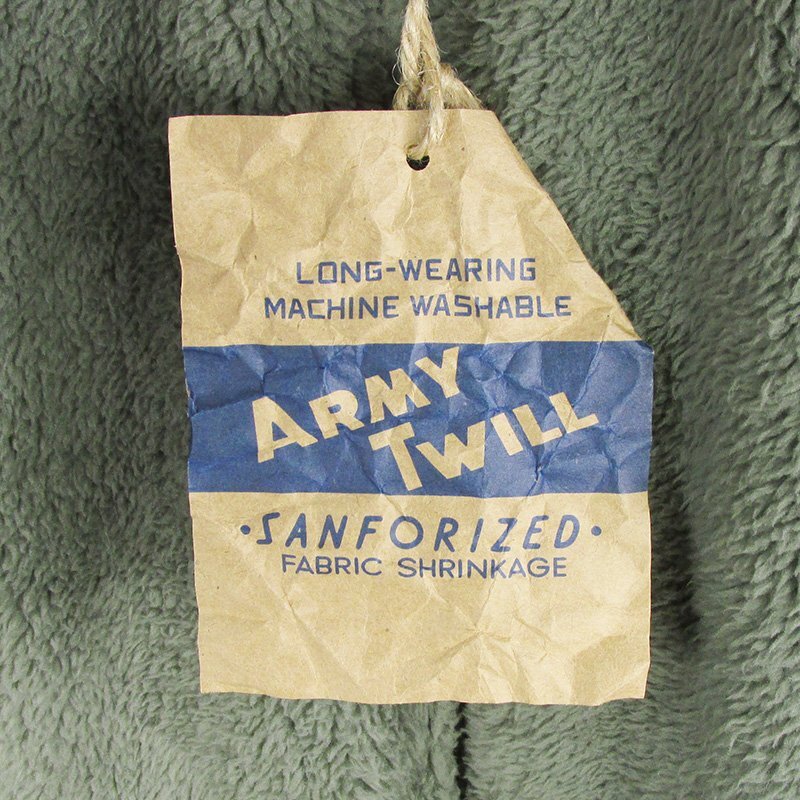 LONG-WEARING
MACHINE WASHABLE
ARMY
TWILL
•SANFORIZED•
FABRIC SHRINKAGE